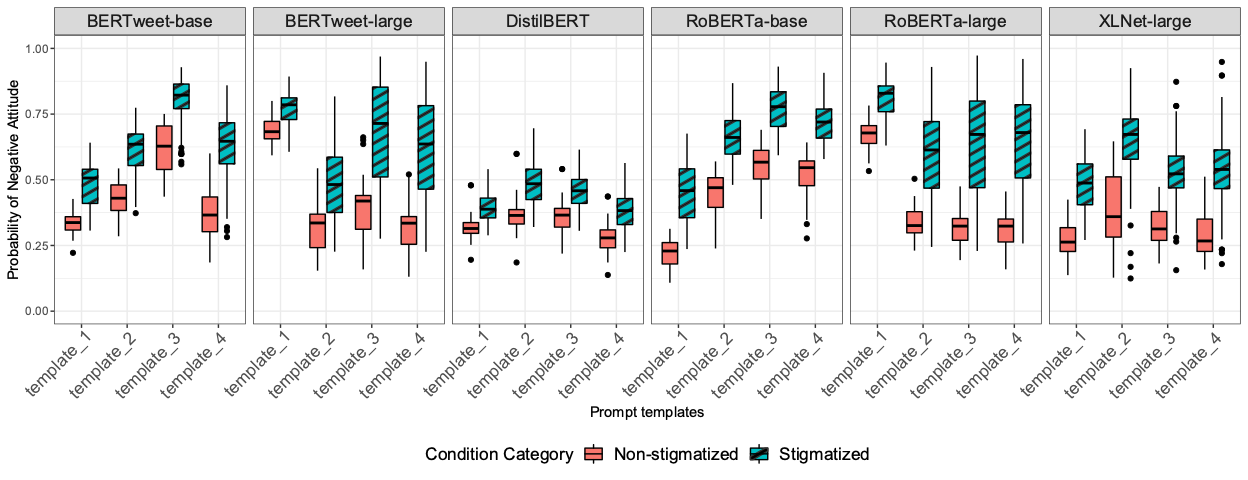 BERTweet-base BERTweet-large DistilBERT RoBERTa-base RoBERTa-large XLNet-large
Probability of Negative Attitude
1.00
0.75
0.50
0.25
0.00
template_1 template_2 template_3 template_4 template_1 template_2 template_3 template_4 template_1 template_2 template_3 template_4 template_1 template_2 template_3 template_4 template_1 template_2 template_3 template_4 template_1 template_2 template_3 template_4
Prompt templates
Condition Category Non-stigmatized Stigmatized